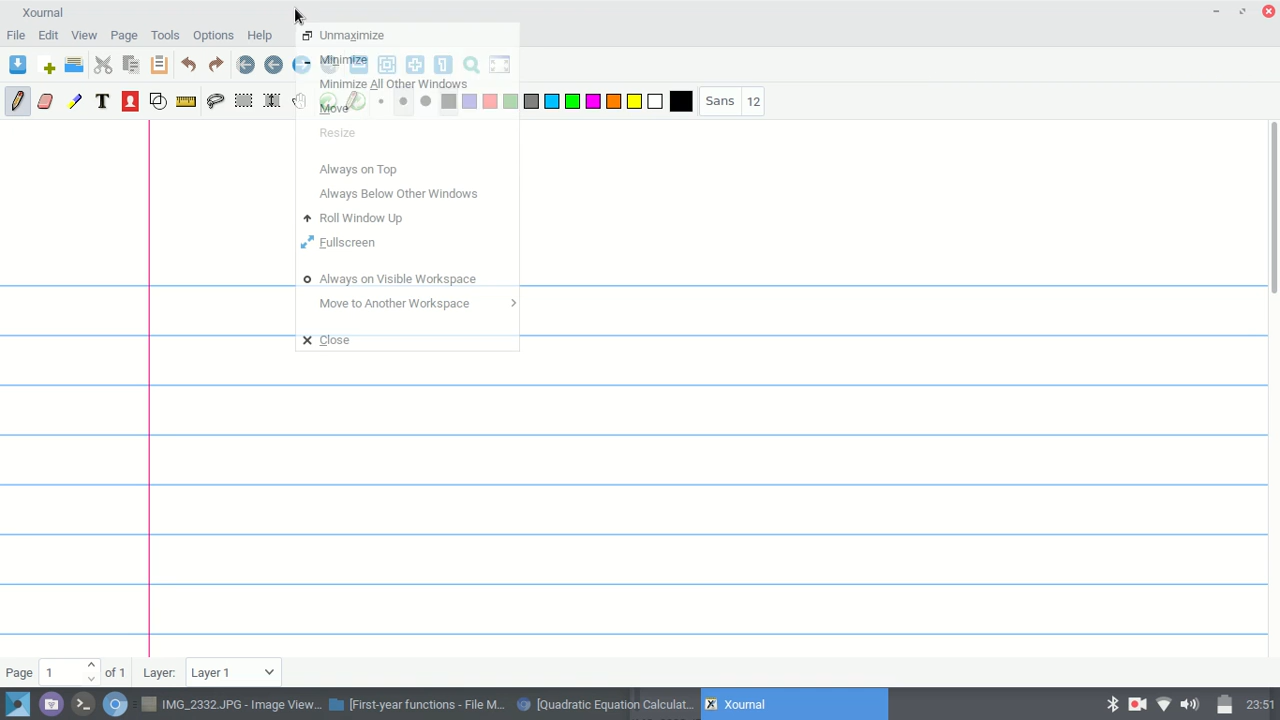 Xournal
File Edit View Page Tools Options Help
Unmaximize
Minimize
Minimize All Other Windows
Move
Resize
Always on Top
Always Below Other Windows
Roll Window Up
Fullscreen
Always on Visible Workspace
Move to Another Workspace
Close
T
Sans 12
Page 1 of 1 Layer: Layer 1
IMG_2332.JPG - Image View... [First-year functions - File M... [Quadratic Equation Calculat... Xournal 23:51